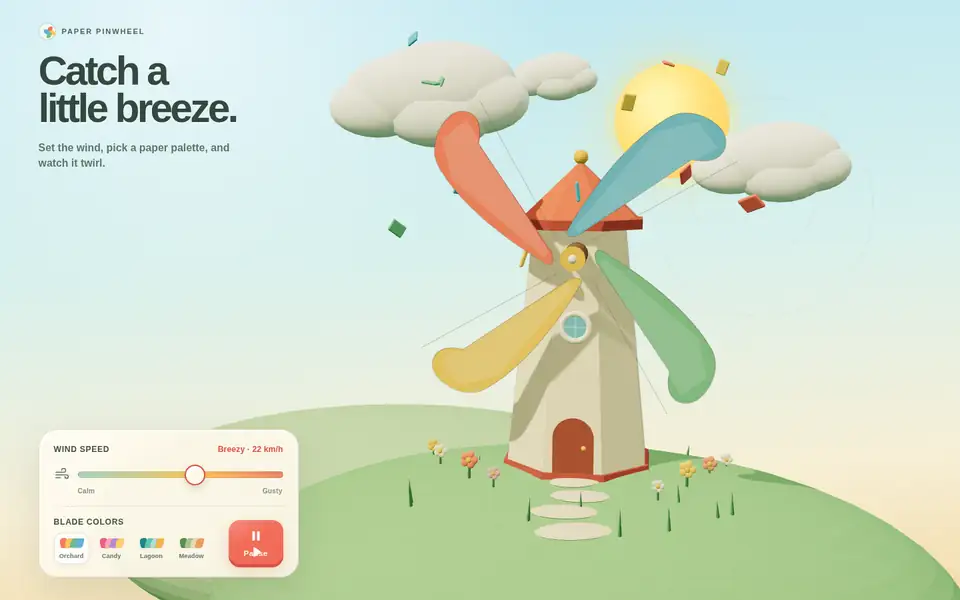 PAPER PINWHEEL
Catch a
little breeze.
Set the wind, pick a paper palette, and
watch it twirl.
WIND SPEED
Breezy · 22 km/h
Calm
Gusty
BLADE COLORS
Orchard
Candy
Lagoon
Meadow
Pause